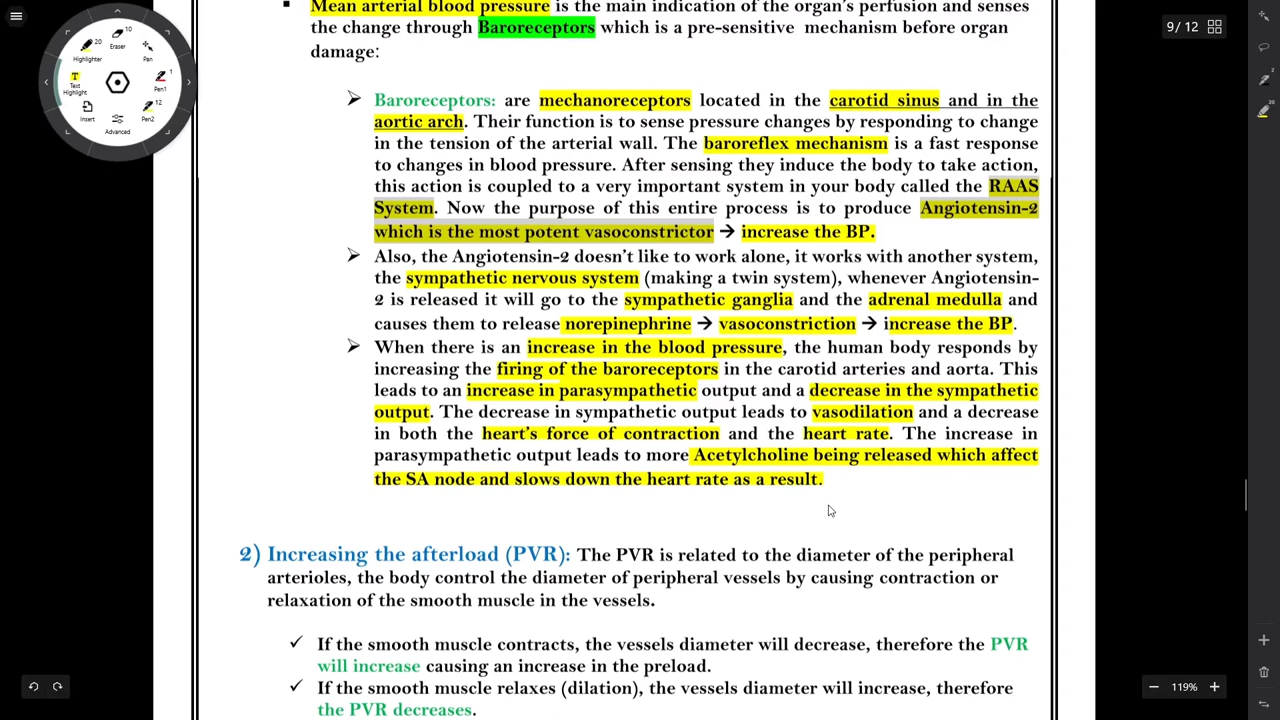 ▪ Mean arterial blood pressure is the main indication of the organ's perfusion and senses
the change through Baroreceptors which is a pre-sensitive mechanism before organ
damage:
➢ Baroreceptors: are mechanoreceptors located in the carotid sinus and in the
aortic arch. Their function is to sense pressure changes by responding to change
in the tension of the arterial wall. The baroreflex mechanism is a fast response
to changes in blood pressure. After sensing they induce the body to take action,
this action is coupled to a very important system in your body called the RAAS
System. Now the purpose of this entire process is to produce Angiotensin-2
which is the most potent vasoconstrictor → increase the BP.
➢ Also, the Angiotensin-2 doesn't like to work alone, it works with another system,
the sympathetic nervous system (making a twin system), whenever Angiotensin-
2 is released it will go to the sympathetic ganglia and the adrenal medulla and
causes them to release norepinephrine → vasoconstriction → increase the BP.
➢ When there is an increase in the blood pressure, the human body responds by
increasing the firing of the baroreceptors in the carotid arteries and aorta. This
leads to an increase in parasympathetic output and a decrease in the sympathetic
output. The decrease in sympathetic output leads to vasodilation and a decrease
in both the heart's force of contraction and the heart rate. The increase in
parasympathetic output leads to more Acetylcholine being released which affect
the SA node and slows down the heart rate as a result.
2) Increasing the afterload (PVR): The PVR is related to the diameter of the peripheral
arterioles, the body control the diameter of peripheral vessels by causing contraction or
relaxation of the smooth muscle in the vessels.
✓ If the smooth muscle contracts, the vessels diameter will decrease, therefore the PVR
will increase causing an increase in the preload.
✓ If the smooth muscle relaxes (dilation), the vessels diameter will increase, therefore
the PVR decreases.
9/12
119%
20
Highlighter
10
Eraser
Pan
T
Text
Highlight
1
Pen1
Insert
12
Pen2
Advanced